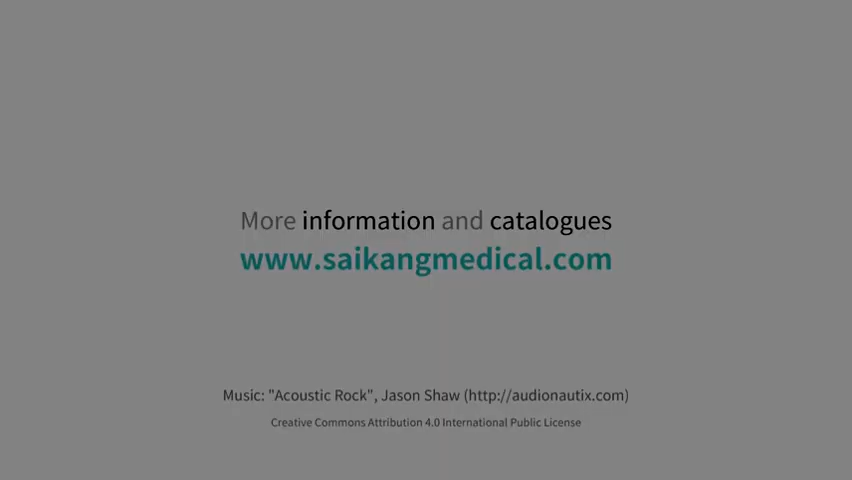 More information and catalogues
www.saikangmedical.com
Music: "Acoustic Rock", Jason Shaw (http://audionautix.com)
Creative Commons Attribution 4.0 International Public License